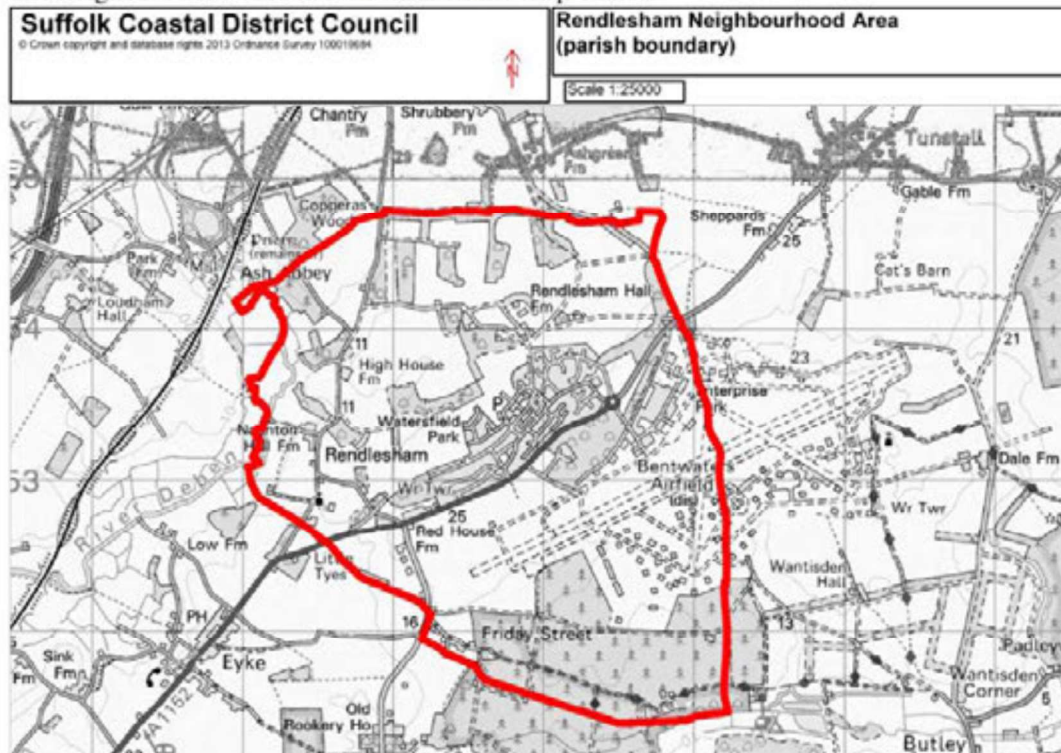 Suffolk Coastal District Council
© Crown copyright and database rights 2013 Ordnance Survey 100019684
N
Rendlesham Neighbourhood Area
(parish boundary)
Scale 1:25000
Chantry
Fm
Shrubbery
Fm
Tunstall
Gable Fm
Copperas
Wood
Sheppards
Fm
25
Park
Fm
Ash Abbey
(remains of)
Cat's Barn
Loudham
Hall
Rendlesham Hall
Fm
11
High House
Fm
23
21
Enterprise
Park
11
Watersfield
Park
P
Naunton
Hall Fm
Rendlesham
Bentwaters
Airfield
(dis)
Dale Fm
53
Wr Twr
River Deben
25
Red House
Fm
Wr Twr
Low Fm
Little
Tyes
Wantisden
Hall
PH
16
Friday Street
13
Sink
Fm
Eyke
Padley
Wantisden
Corner
A1152
Old
Rookery Ho
6
Butley